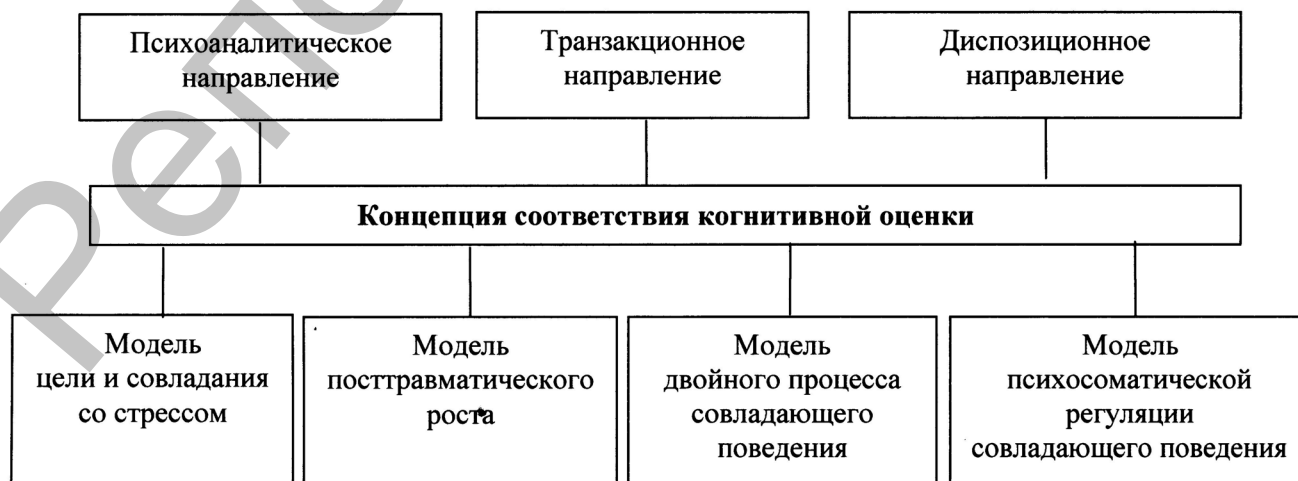 Психоаналитическое
направление
Транзакционное
направление
Диспозиционное
направление
Концепция соответствия когнитивной оценки
Модель
цели и совладания
со стрессом
Модель
посттравматического
роста
Модель
двойного процесса
совладающего
поведения
Модель
психосоматической
регуляции
совладающего поведения